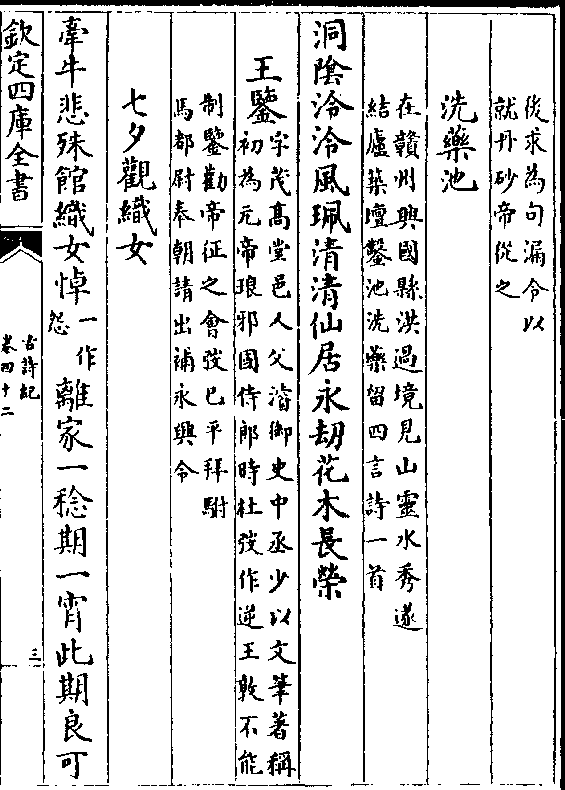 後求為句漏令以
就丹砂帝從之
洗藥池
在贛州興國縣洪過境見山靈水秀遂
結廬築壇鑿池洗藥留四言詩一首
洞陰泠泠風珮清清仙居永劫花木長榮
王鑒字茂髙堂邑人父濬御史中丞少以文筆著稱
初為元帝琅邪國侍郎時杜弢作逆王敦不能
制鑒勸帝征之會弢已平拜駙
馬都尉奉朝請出補永興令
七夕觀織女
牽牛悲殊館織女悼一作怨離家一稔期一宵此期良可
欽定四庫全書
古詩紀
卷四十二
三